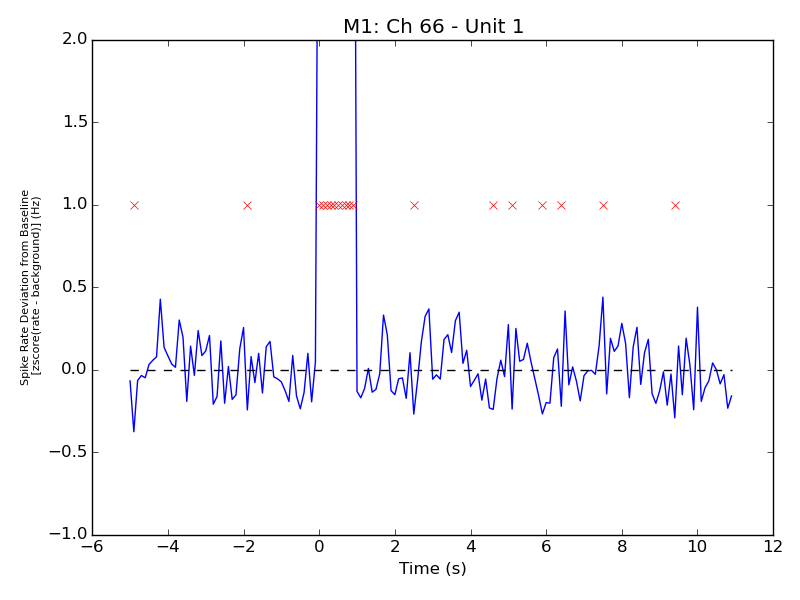 M1: Ch 66 - Unit 1
2.0
1.5
1.0
0.5
0.0
−0.5
−1.0
Spike Rate Deviation from Baseline
[zscore(rate - background)] (Hz)
−6 −4 −2 0 2 4 6 8 10 12
Time (s)